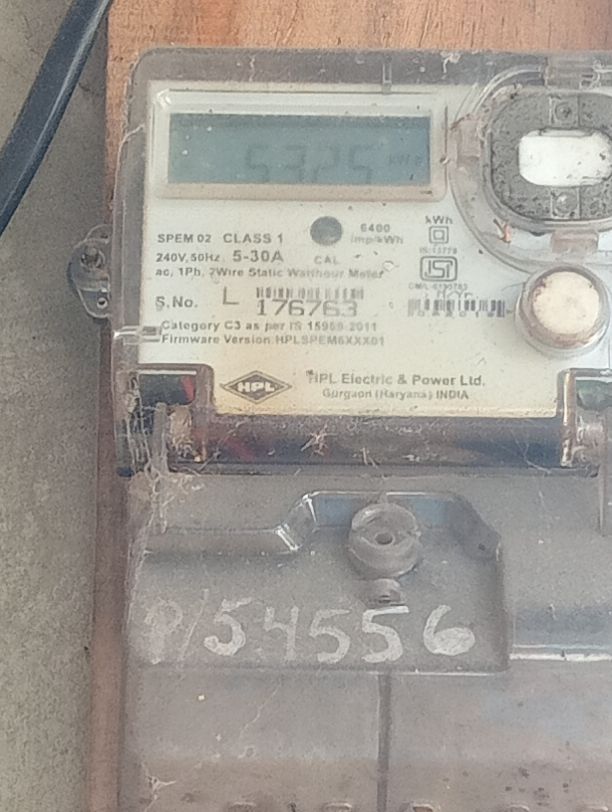 5325 kWh
6400
imp/kWh
kWh
SPEM 02 CLASS 1
240V, 50Hz 5-30A CAL
ac, 1Ph, 2Wire Static Watthour Meter
S.No. L 176763
Category C3 as per IS 15959-2011
Firmware Version HPLSPEM6XXX01
HPL
HPL Electric & Power Ltd.
Gurgaon (Haryana) INDIA
P/54556